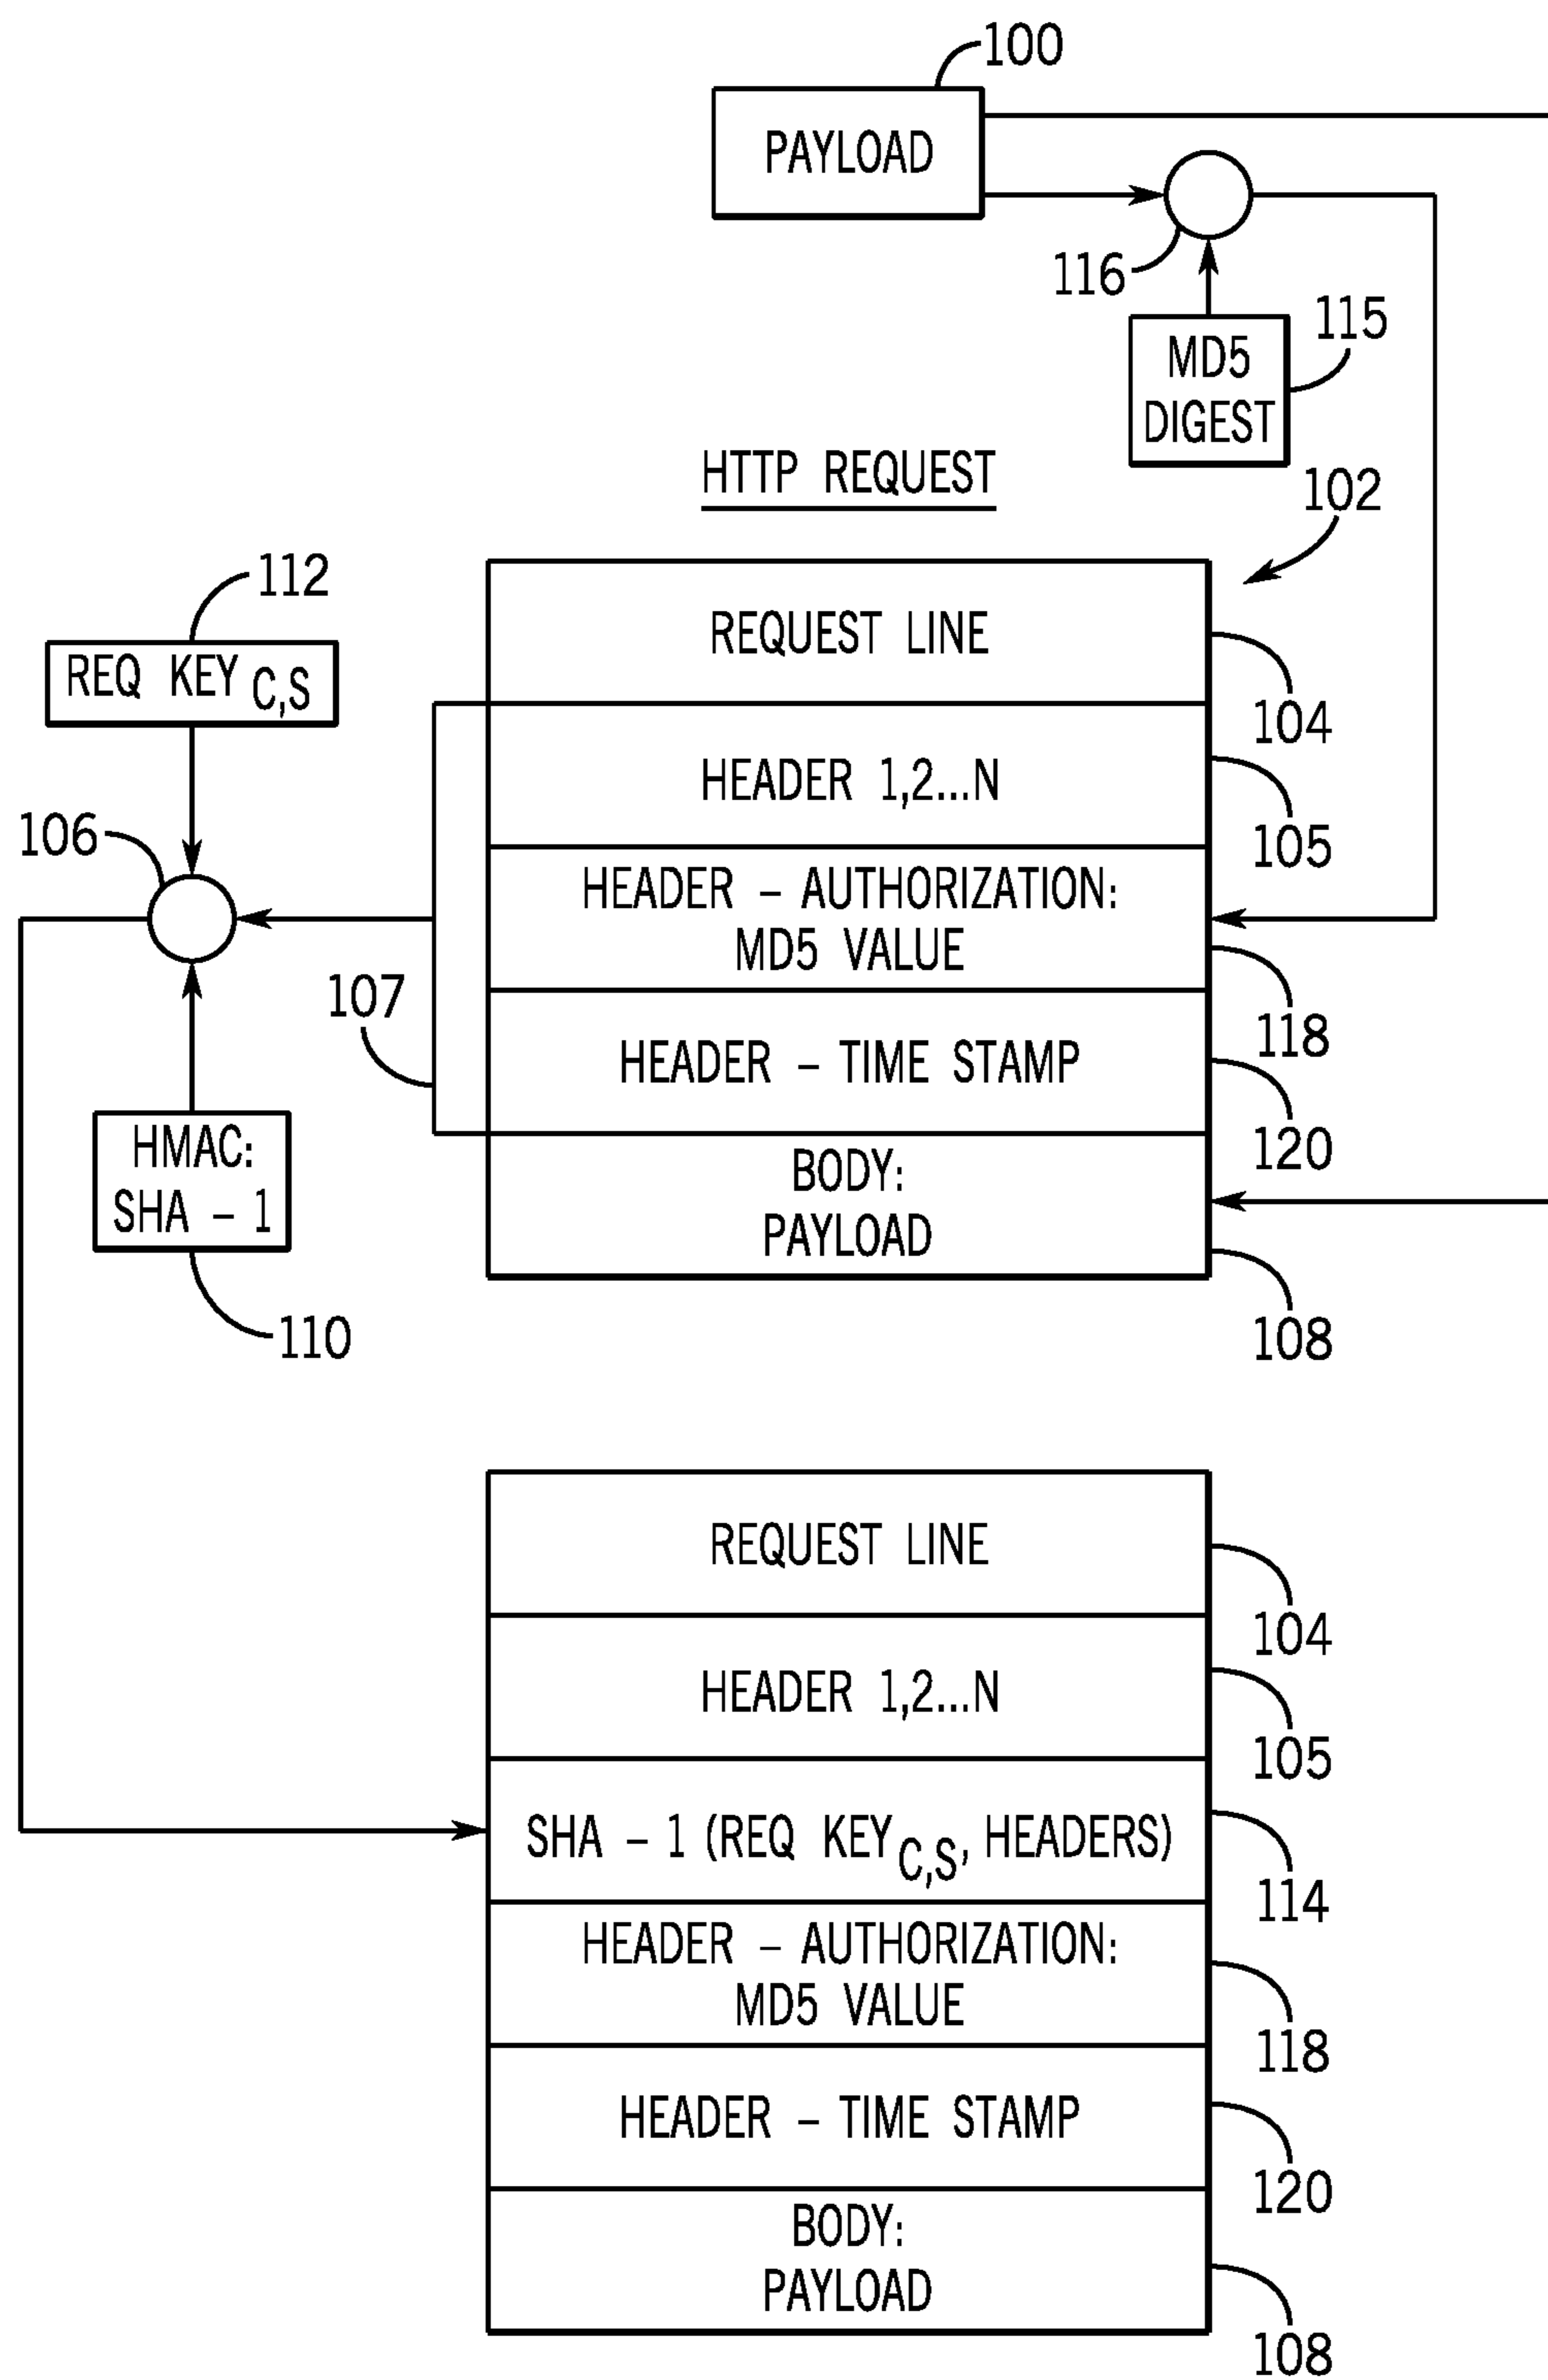 100
PAYLOAD
116
115
MD5
DIGEST
HTTP REQUEST
102
112
REQ KEY C,S
REQUEST LINE
104
HEADER 1,2...N
105
106
HEADER – AUTHORIZATION:
MD5 VALUE
118
107
HEADER – TIME STAMP
120
HMAC:
SHA – 1
110
BODY:
PAYLOAD
108
REQUEST LINE
104
HEADER 1,2...N
105
SHA – 1 (REQ KEY C,S, HEADERS)
114
HEADER – AUTHORIZATION:
MD5 VALUE
118
HEADER – TIME STAMP
120
BODY:
PAYLOAD
108